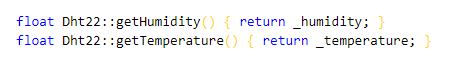 float Dht22::getHumidity() { return _humidity; }
float Dht22::getTemperature() { return _temperature; }